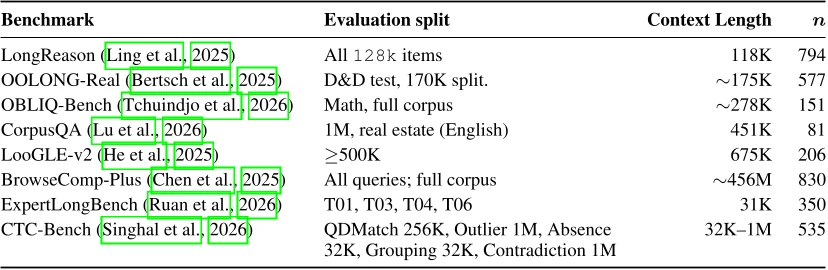 Benchmark Evaluation split Context Length n
LongReason (Ling et al., 2025) All 128k items 118K 794
OOLONG-Real (Bertsch et al., 2025) D&D test, 170K split. ∼175K 577
OBLIQ-Bench (Tchuindjo et al., 2026) Math, full corpus ∼278K 151
CorpusQA (Lu et al., 2026) 1M, real estate (English) 451K 81
LooGLE-v2 (He et al., 2025) ≥500K 675K 206
BrowseComp-Plus (Chen et al., 2025) All queries; full corpus ∼456M 830
ExpertLongBench (Ruan et al., 2026) T01, T03, T04, T06 31K 350
CTC-Bench (Singhal et al., 2026) QDMatch 256K, Outlier 1M, Absence 32K–1M 535
32K, Grouping 32K, Contradiction 1M